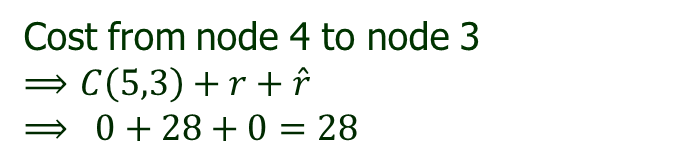 Cost from node 4 to node 3
⟹ C(5,3) + r + r̂
⟹ 0 + 28 + 0 = 28